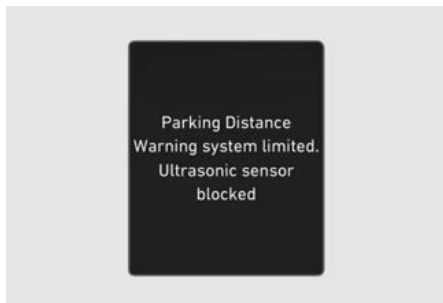 Parking Distance
Warning system limited.
Ultrasonic sensor
blocked